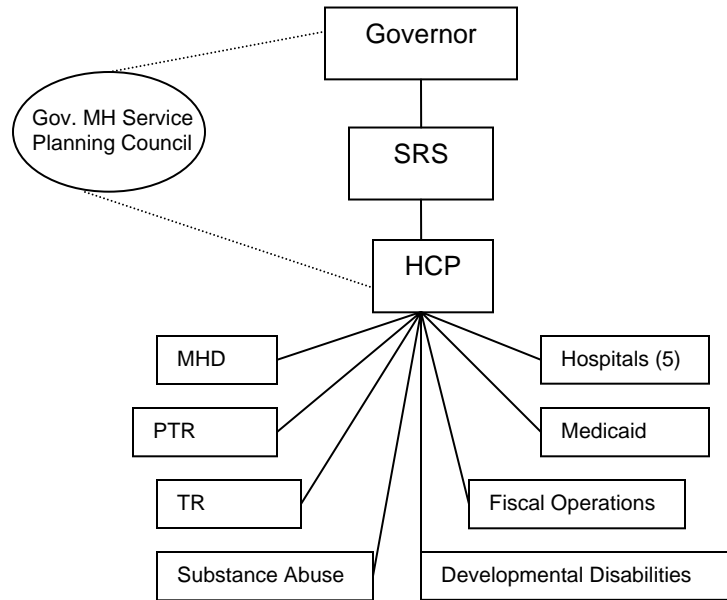 Governor
Gov. MH Service
Planning Council
SRS
HCP
MHD
Hospitals (5)
PTR
Medicaid
TR
Fiscal Operations
Substance Abuse
Developmental Disabilities